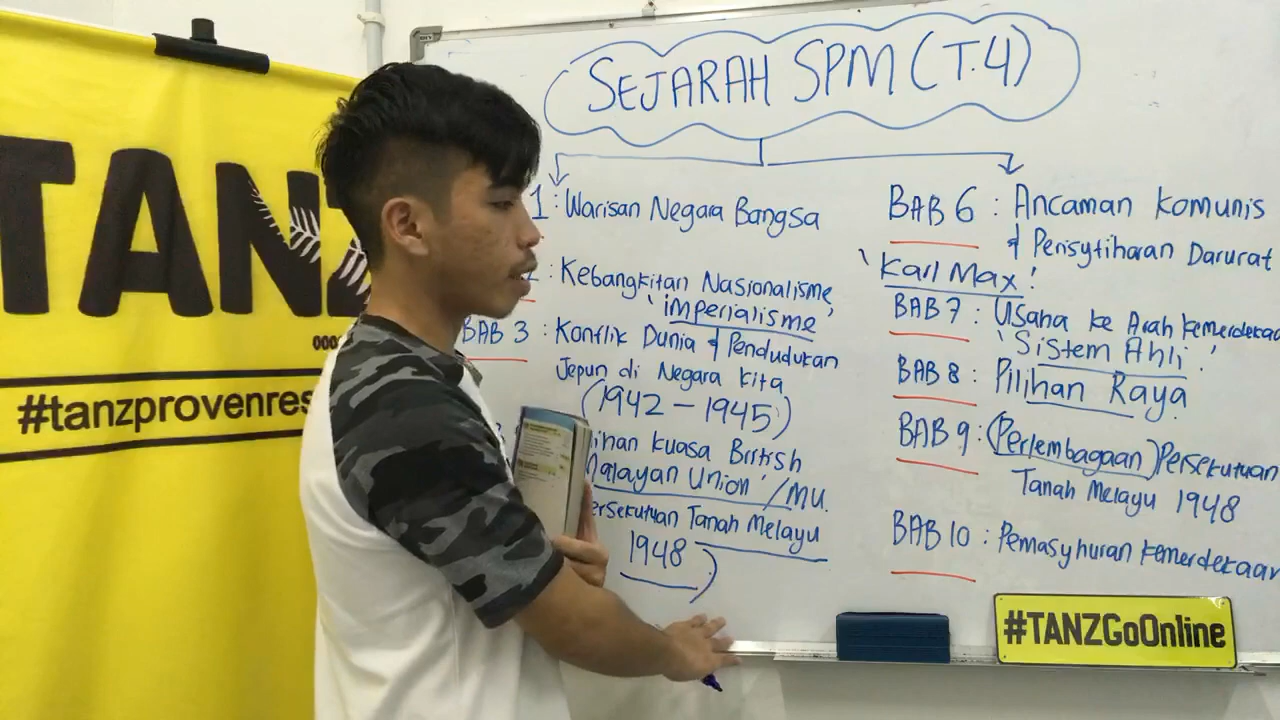 TANZ
000
#tanzprovenres
SEJARAH SPM (T.4)
1: Warisan Negara Bangsa
: Kebangkitan Nasionalisme
'imperialisme'
BAB 3 : Konflik Dunia & Pendudukan
Jepun di Negara Kita
(1942 - 1945)
kuasa British
Malayan Union' / MU.
ersekutuan Tanah Melayu
1948)
BAB 6 : Ancaman Komunis
& Perisytiharan Darurat
'Karl Max'
BAB 7 : Usaha ke Arah Kemerdekaa
'Sistem Ahli'
BAB 8 : Pilihan Raya
BAB 9 : (Perlembagaan) Persekutuan
Tanah Melayu 1948
BAB 10 : Pemasyhuran Kemerdekaan
#TANZGoOnline